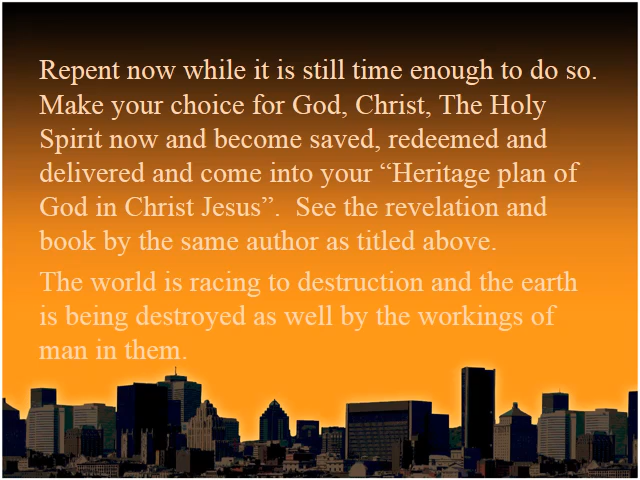 Repent now while it is still time enough to do so.
Make your choice for God, Christ, The Holy
Spirit now and become saved, redeemed and
delivered and come into your “Heritage plan of
God in Christ Jesus”.  See the revelation and
book by the same author as titled above.
The world is racing to destruction and the earth
is being destroyed as well by the workings of
man in them.